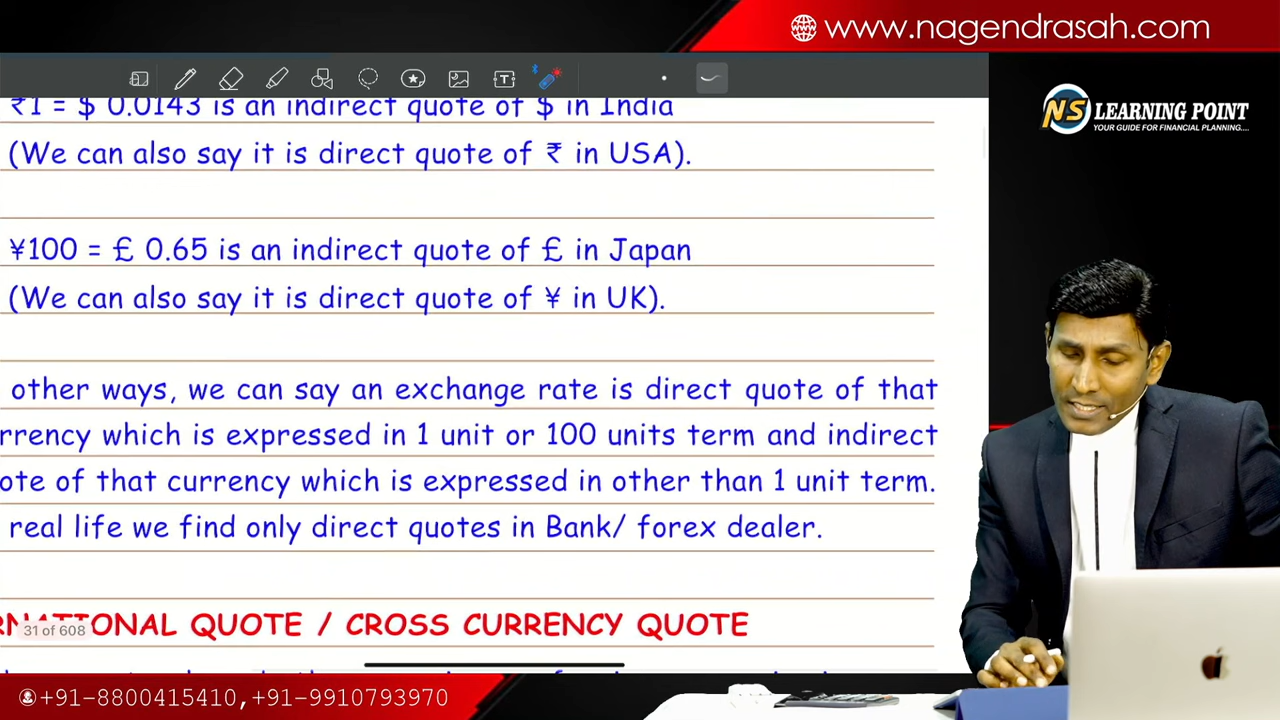 www.nagendrasah.com
NS LEARNING POINT
YOUR GUIDE FOR FINANCIAL PLANNING....
₹1 = $ 0.0143 is an indirect quote of $ in India
(We can also say it is direct quote of ₹ in USA).
¥100 = £ 0.65 is an indirect quote of £ in Japan
(We can also say it is direct quote of ¥ in UK).
other ways, we can say an exchange rate is direct quote of that
rrency which is expressed in 1 unit or 100 units term and indirect
ote of that currency which is expressed in other than 1 unit term.
real life we find only direct quotes in Bank/ forex dealer.
RNATIONAL QUOTE / CROSS CURRENCY QUOTE
31 of 608
+91-8800415410,+91-9910793970